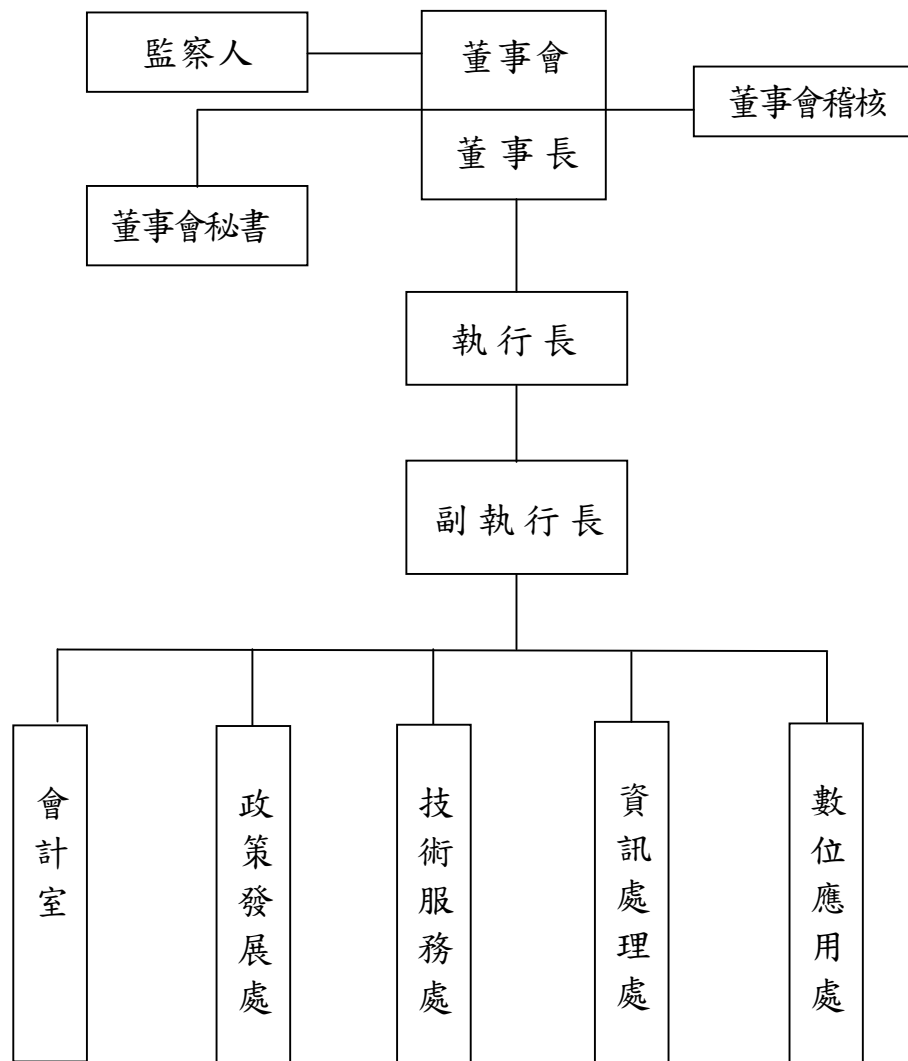 監察人
董事會
董事會稽核
董事長
董事會秘書
執行長
副執行長
會計室
政策發展處
技術服務處
資訊處理處
數位應用處